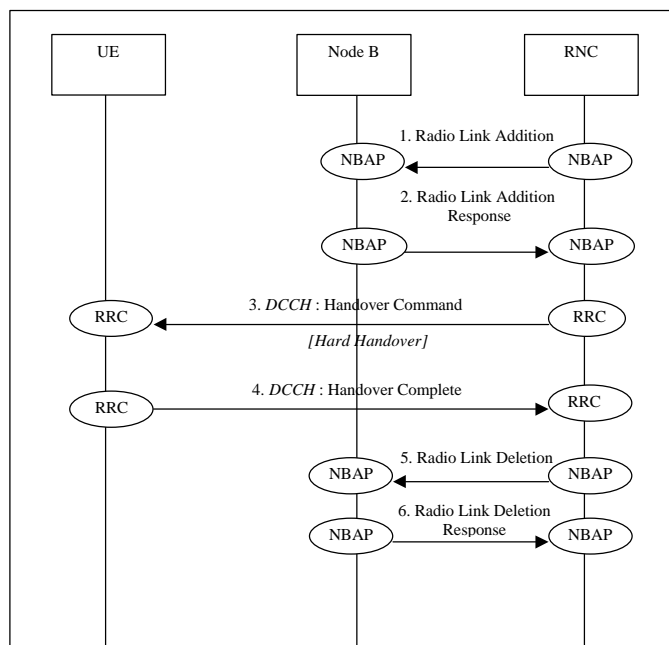 UE
Node B
RNC
1. Radio Link Addition
NBAP
NBAP
2. Radio Link Addition
Response
NBAP
NBAP
3. DCCH : Handover Command
RRC
RRC
[Hard Handover]
4. DCCH : Handover Complete
RRC
RRC
5. Radio Link Deletion
NBAP
NBAP
6. Radio Link Deletion
Response
NBAP
NBAP